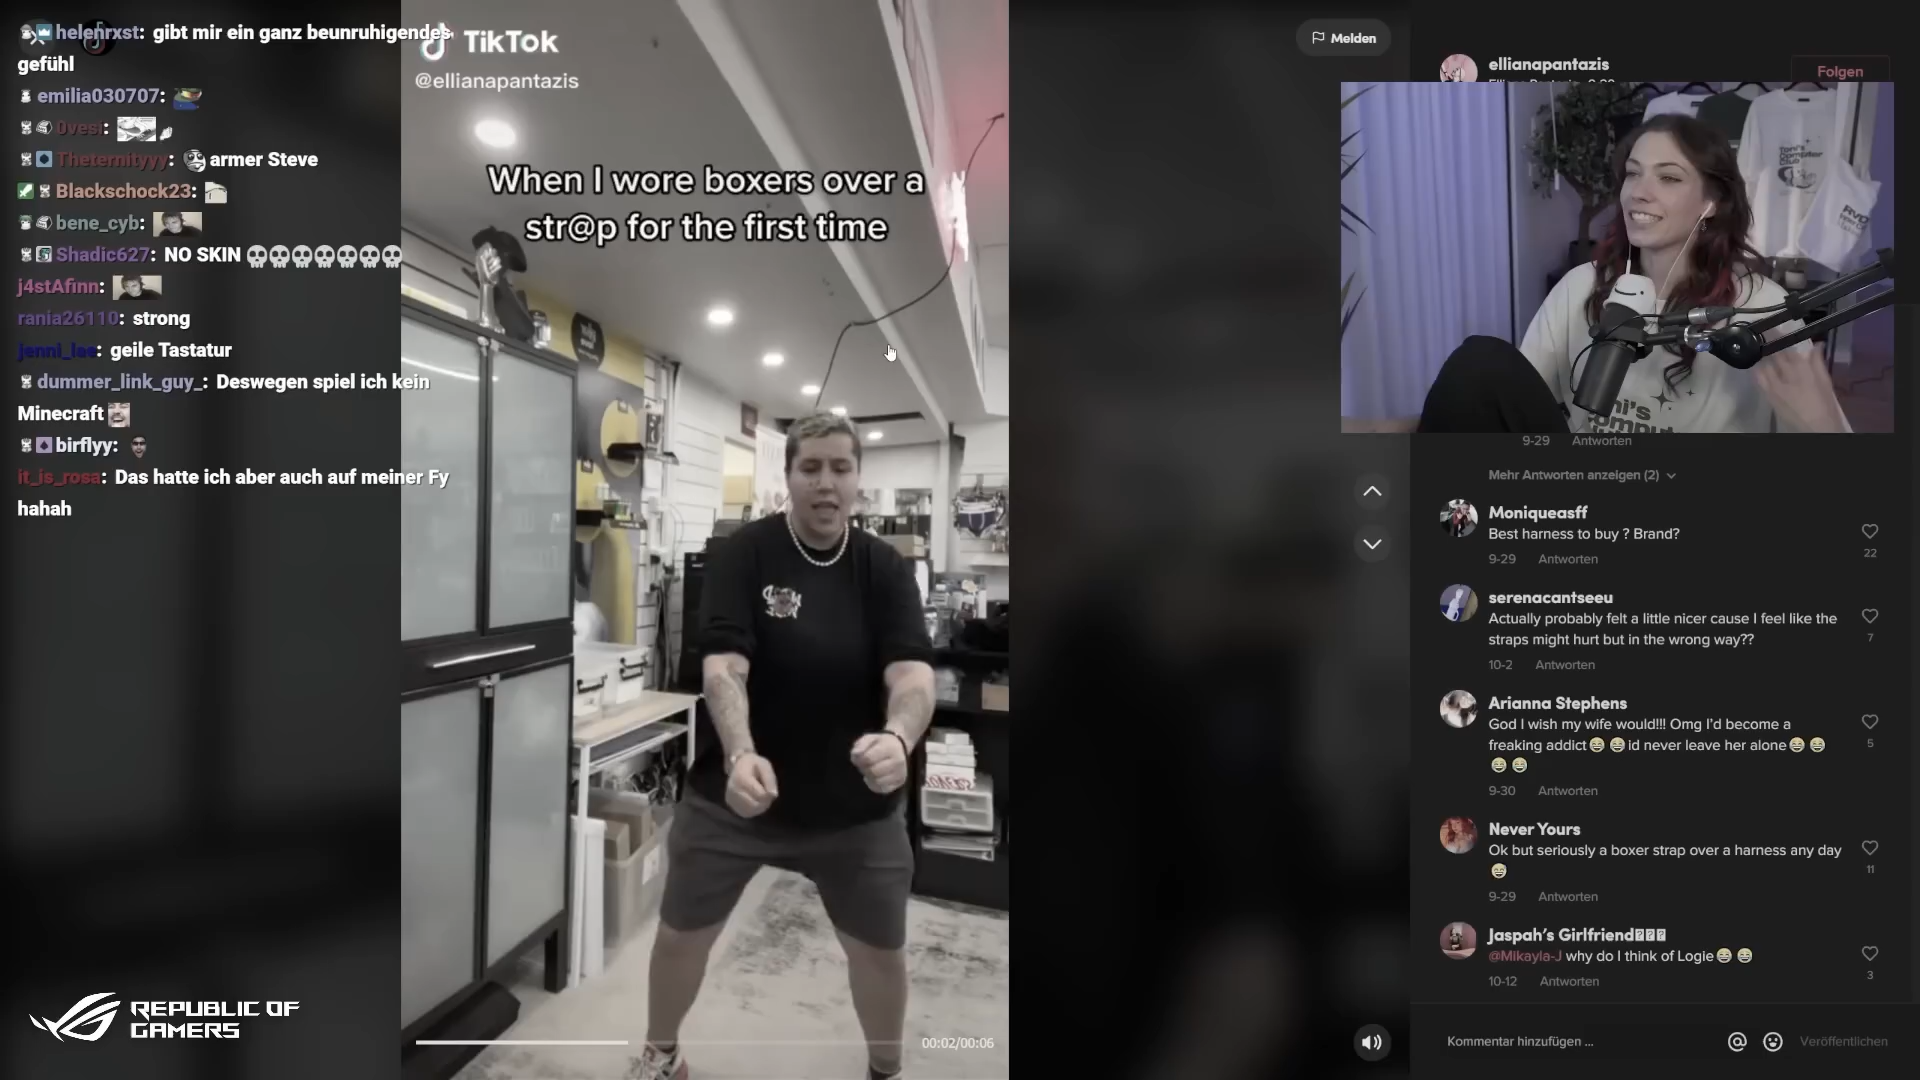 helenrxst: gibt mir ein ganz beunruhigendes
gefühl
emilia030707:
0vesi:
Theternityyy: armer Steve
Blackschock23:
bene_cyb:
Shadic627: NO SKIN 💀💀💀💀💀💀💀
j4stAfinn:
rania26110: strong
jenni_lae: geile Tastatur
dummer_link_guy_: Deswegen spiel ich kein
Minecraft
birflyy:
it_is_rosa: Das hatte ich aber auch auf meiner Fy
hahah
REPUBLIC OF
GAMERS
TikTok
@ellianapantazis
When I wore boxers over a
str@p for the first time
00:02/00:06
Melden
ellianapantazis
Folgen
Toni's
Computer
Club
9-29 Antworten
Mehr Antworten anzeigen (2)
Moniqueasff
Best harness to buy ? Brand?
22
9-29 Antworten
serenacantseeu
Actually probably felt a little nicer cause I feel like the
straps might hurt but in the wrong way??
7
10-2 Antworten
Arianna Stephens
God I wish my wife would!!! Omg I'd become a
freaking addict😂😂id never leave her alone😂😂
😂😂
5
9-30 Antworten
Never Yours
Ok but seriously a boxer strap over a harness any day
😅
11
9-29 Antworten
Jaspah's Girlfriend
@Mikayla-J why do I think of Logie😂😂
3
10-12 Antworten
Kommentar hinzufügen ...
Veröffentlichen